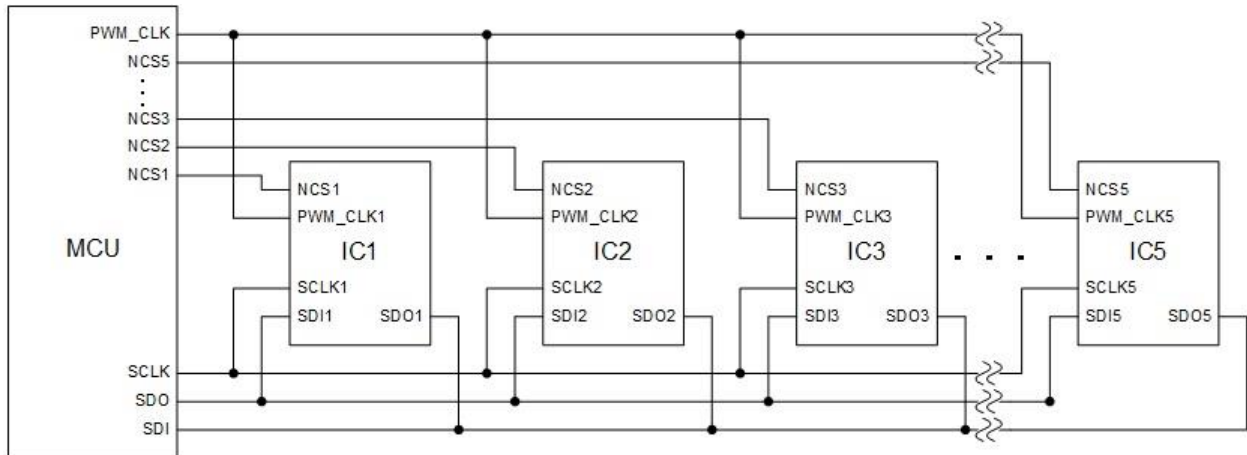 PWM_CLK
NCS5
NCS3
NCS2
NCS1
MCU
SCLK
SDO
SDI
NCS1
PWM_CLK1
IC1
SCLK1
SDI1 SDO1
NCS2
PWM_CLK2
IC2
SCLK2
SDI2 SDO2
NCS3
PWM_CLK3
IC3
SCLK3
SDI3 SDO3
NCS5
PWM_CLK5
IC5
SCLK5
SDI5 SDO5